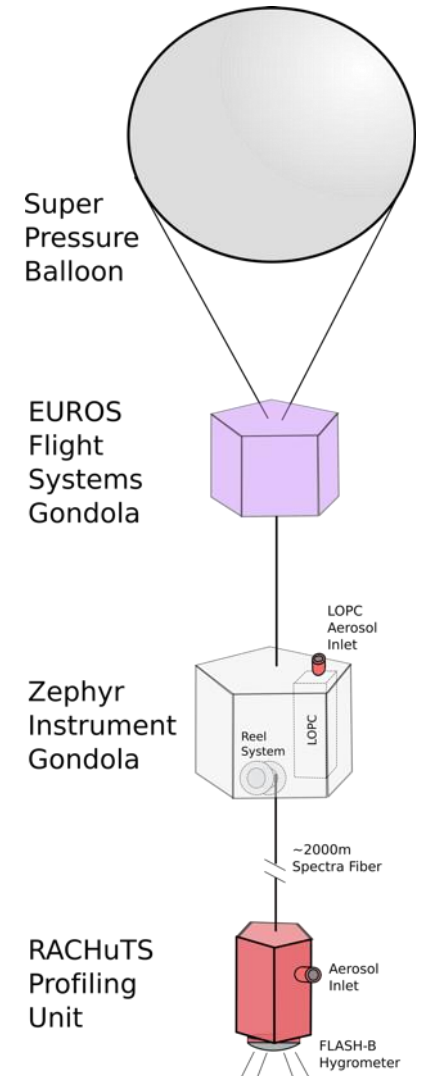 Super
Pressure
Balloon
EUROS
Flight
Systems
Gondola
LOPC
Aerosol
Inlet
Zephyr
Instrument
Gondola
Reel
System
LOPC
~2000m
Spectra Fiber
RACHuTS
Profiling
Unit
Aerosol
Inlet
FLASH-B
Hygrometer